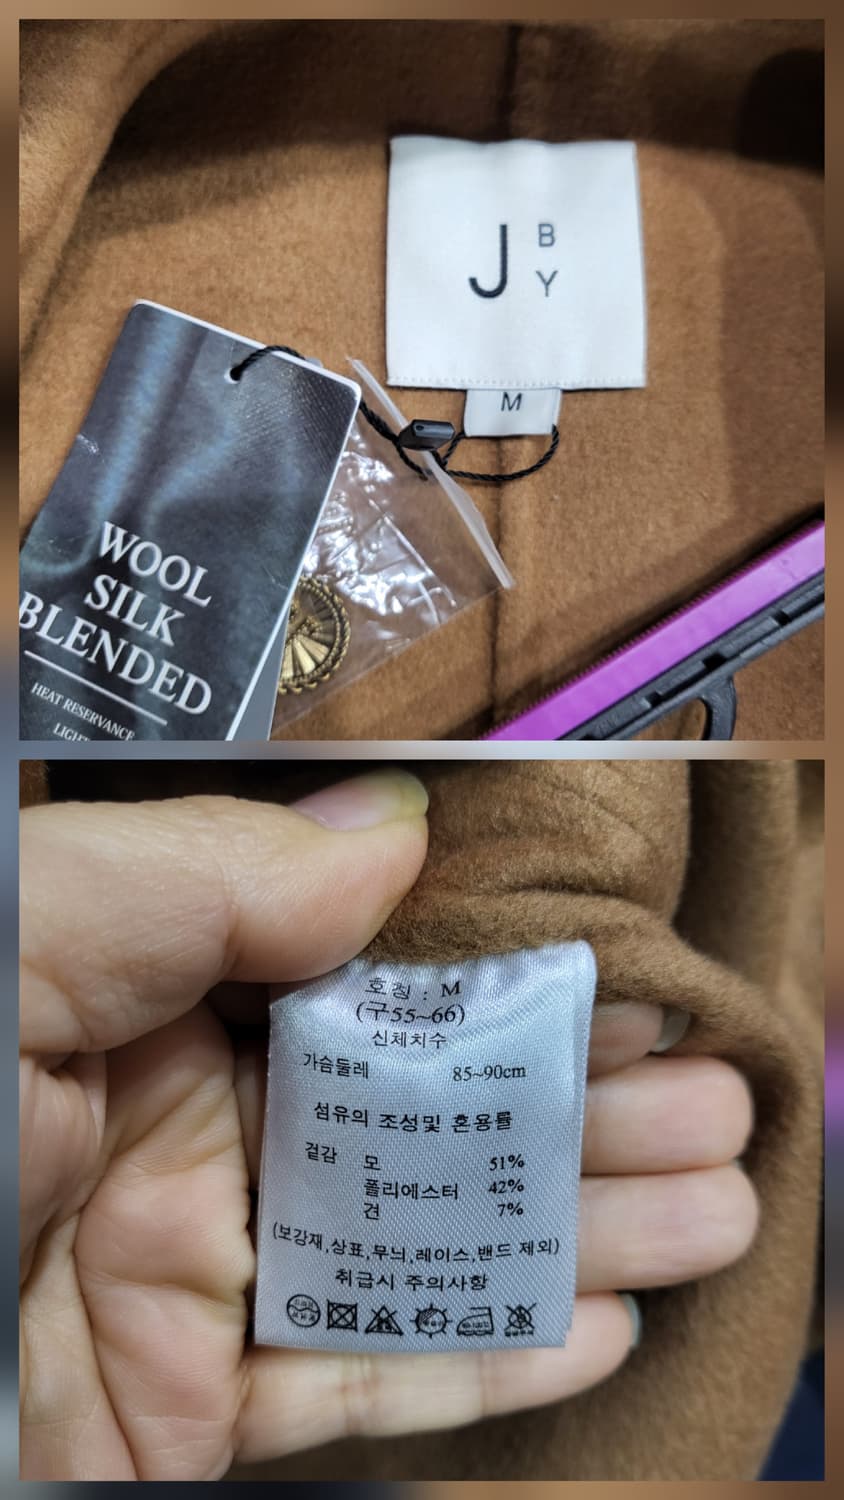 J BY
M
WOOL
SILK
BLENDED
HEAT RESERVANCE
호칭 : M
(구55~66)
신체치수
가슴둘레 85~90cm
섬유의 조성및 혼용률
겉감 모 51%
폴리에스터 42%
견 7%
(보강재,상표,무늬,레이스,밴드 제외)
취급시 주의사항